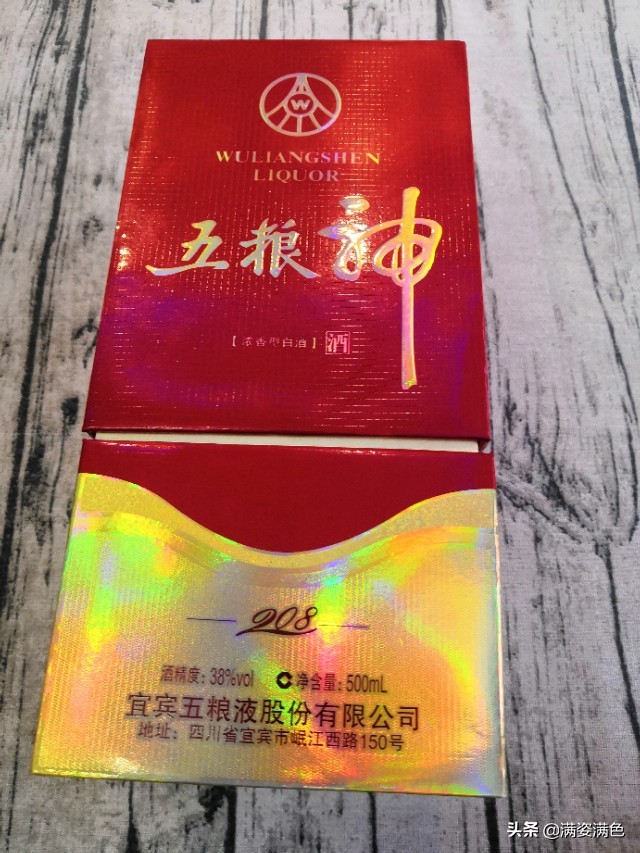 W
WULIANGSHEN
LIQUOR
五粮神
【浓香型白酒】酒
908
酒精度:38%vol C净含量:500mL
宜宾五粮液股份有限公司
地址:四川省宜宾市岷江西路150号
头条 @满姿满色